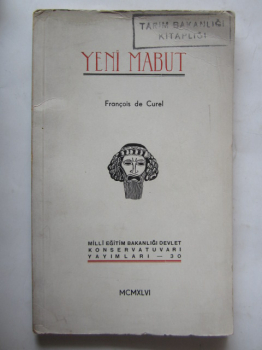 TARIM BAKANLIĞI
KİTAPLIĞI
YENİ MABUT
François de Curel
MİLLÎ EĞİTİM BAKANLIĞI DEVLET
KONSERVATUVARI
YAYIMLARI — 30
MCMXLVI